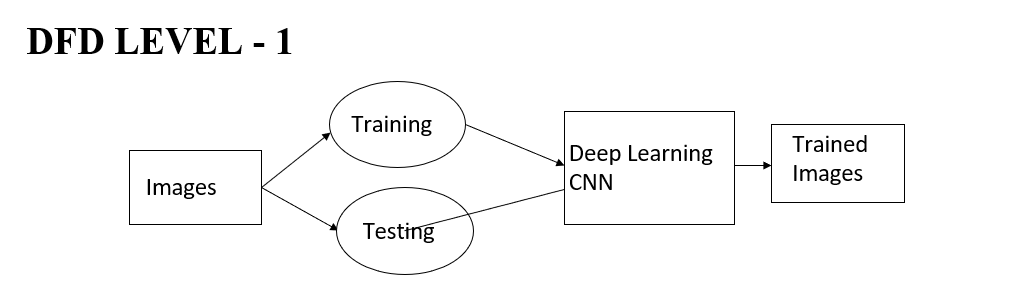 DFD LEVEL - 1
Training
Images
Testing
Deep Learning
CNN
Trained
Images